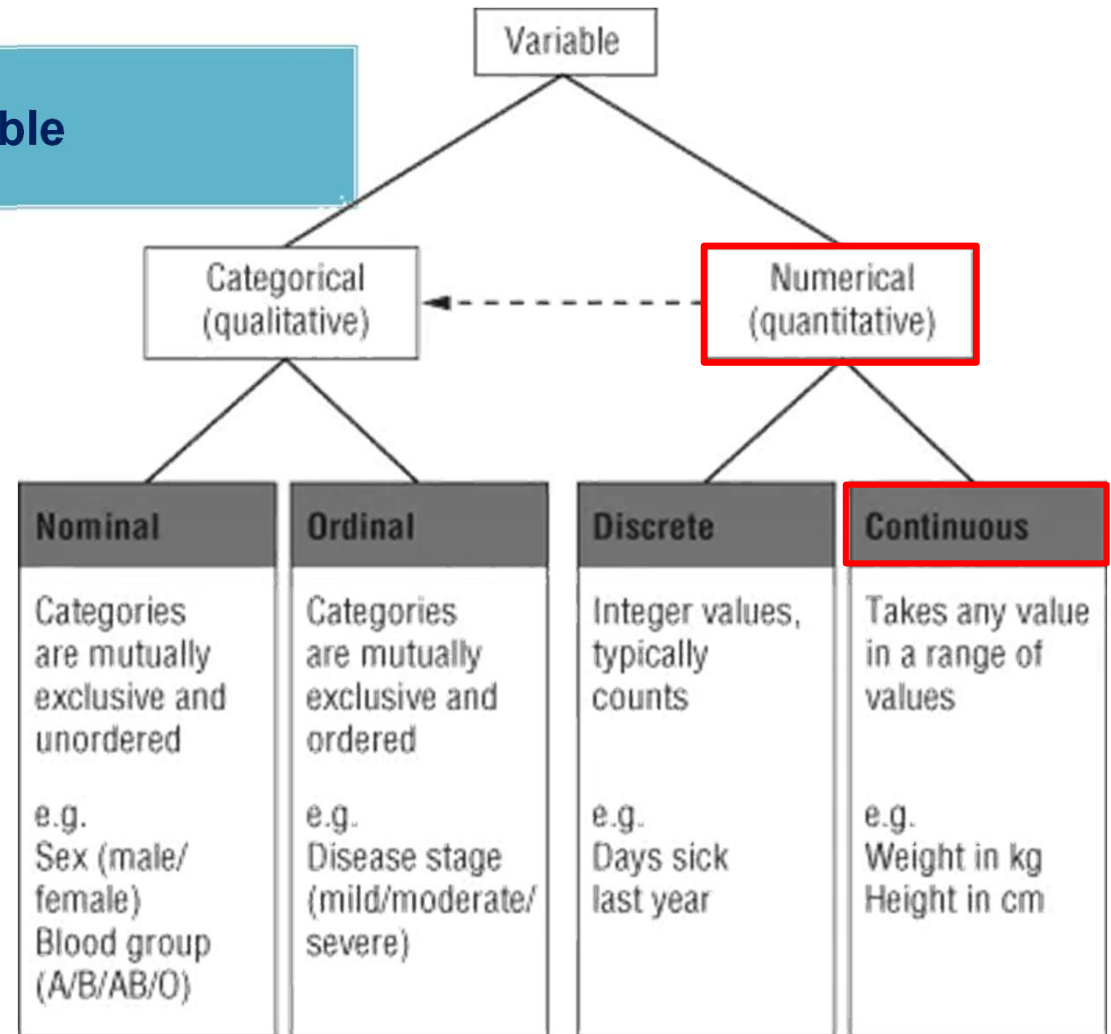 ble
Variable
Categorical
(qualitative)
Numerical
(quantitative)
Nominal
Categories
are mutually
exclusive and
unordered
e.g.
Sex (male/
female)
Blood group
(A/B/AB/O)
Ordinal
Categories
are mutually
exclusive and
ordered
e.g.
Disease stage
(mild/moderate/
severe)
Discrete
Integer values,
typically
counts
e.g.
Days sick
last year
Continuous
Takes any value
in a range of
values
e.g.
Weight in kg
Height in cm